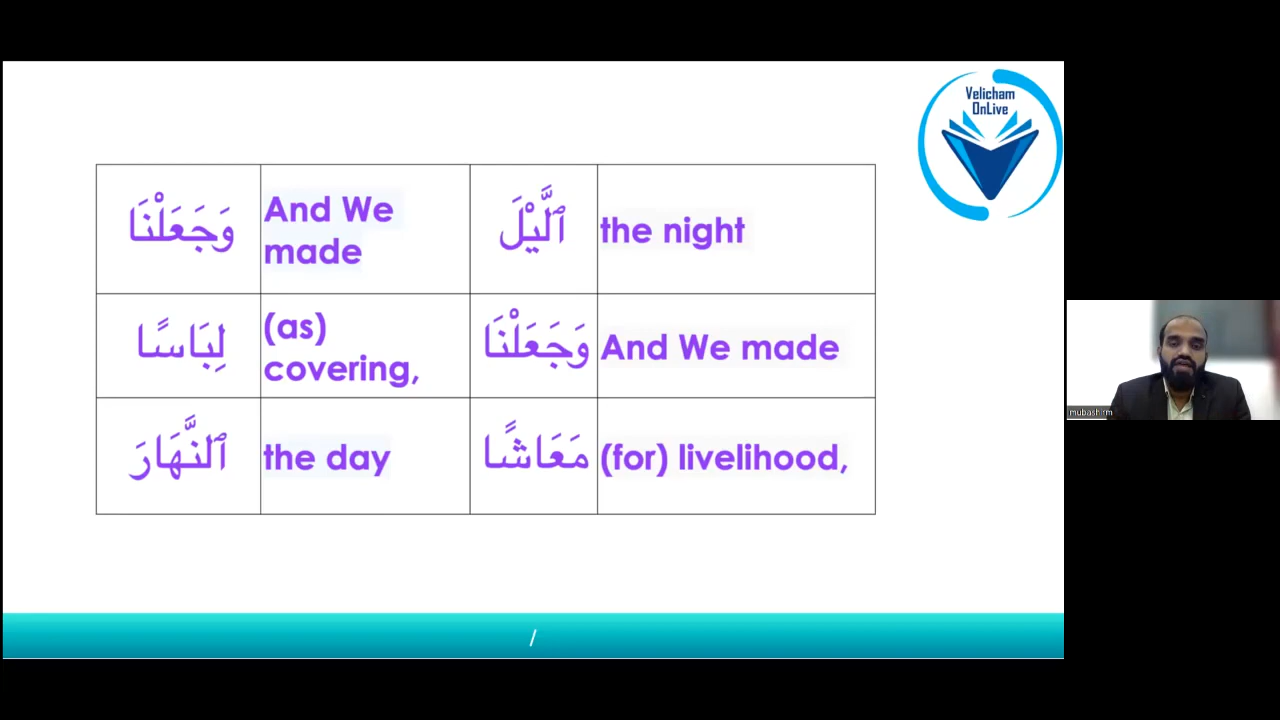 Velicham
OnLive
وَجَعَلْنَا
And We
made
ٱلَّيْلَ
the night
لِبَاسًا
(as)
covering,
وَجَعَلْنَا
And We made
ٱلنَّهَارَ
the day
مَعَاشًا
(for) livelihood,
/
mubashirm